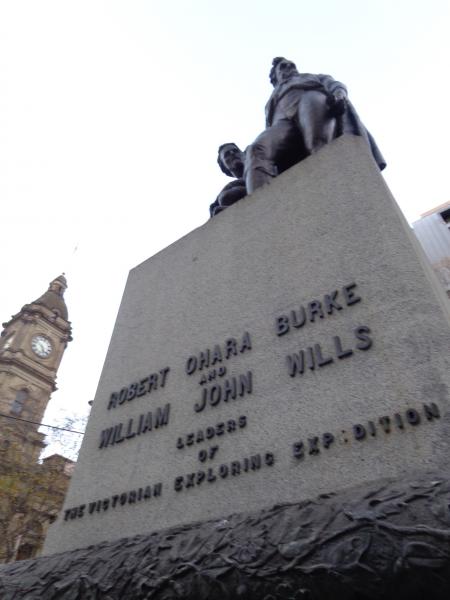 ROBERT OHARA BURKE
AND
WILLIAM JOHN WILLS
LEADERS
OF
THE VICTORIAN EXPLORING EXPEDITION